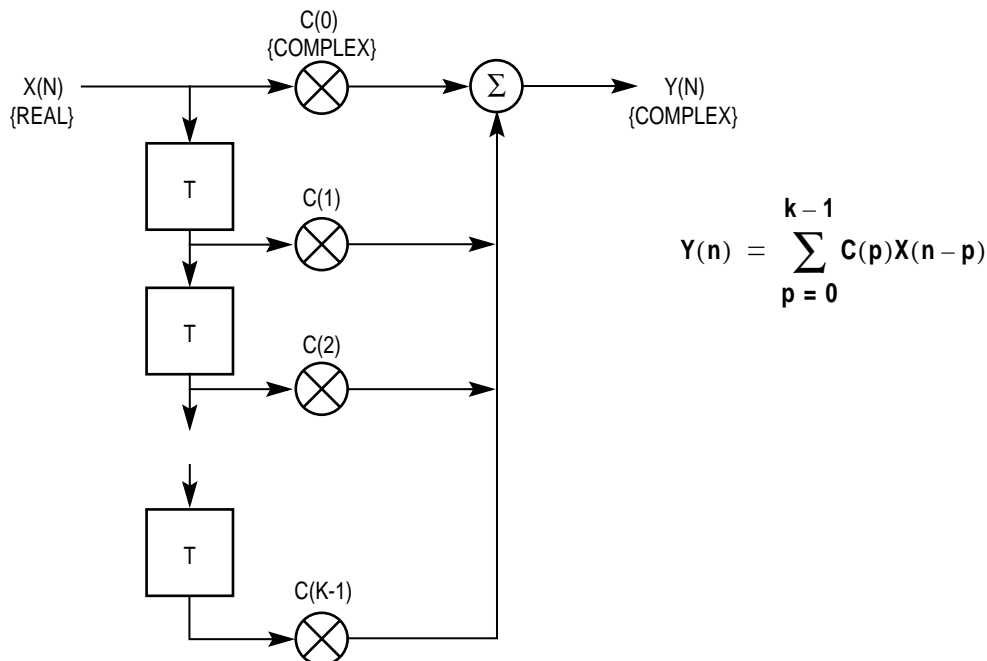 C(0)
{COMPLEX}
X(N)
{REAL}
Σ
Y(N)
{COMPLEX}
T
C(1)
k – 1
Y(n) = ∑ C(p)X(n – p)
p = 0
T
C(2)
T
C(K-1)